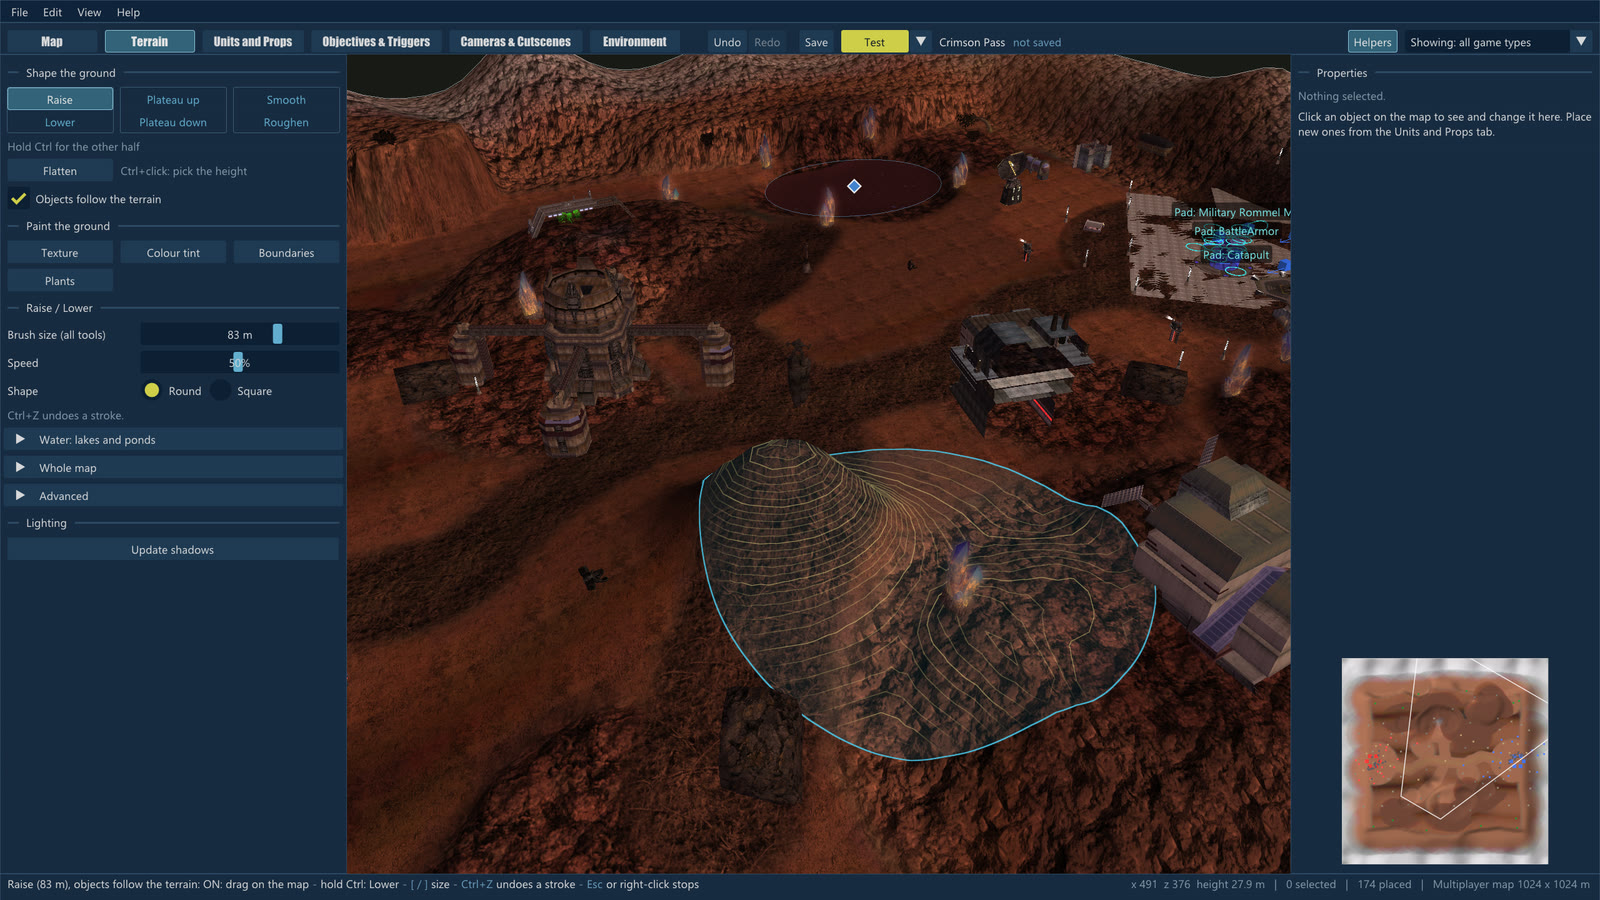 File Edit View Help
Map Terrain Units and Props Objectives & Triggers Cameras & Cutscenes Environment Undo Redo Save Test Crimson Pass not saved Helpers Showing: all game types
Shape the ground
Raise Plateau up Smooth
Lower Plateau down Roughen
Hold Ctrl for the other half
Flatten Ctrl+click: pick the height
Objects follow the terrain
Paint the ground
Texture Colour tint Boundaries
Plants
Raise / Lower
Brush size (all tools) 83 m
Speed 50%
Shape Round Square
Ctrl+Z undoes a stroke.
Water: lakes and ponds
Whole map
Advanced
Lighting
Update shadows
Pad: Military Rommel M
Pad: BattleArmor
Pad: Catapult
Properties
Nothing selected.
Click an object on the map to see and change it here. Place
new ones from the Units and Props tab.
Raise (83 m), objects follow the terrain: ON: drag on the map - hold Ctrl: Lower - [ / ] size - Ctrl+Z undoes a stroke - Esc or right-click stops
x 491 z 376 height 27.9 m | 0 selected | 174 placed | Multiplayer map 1024 x 1024 m